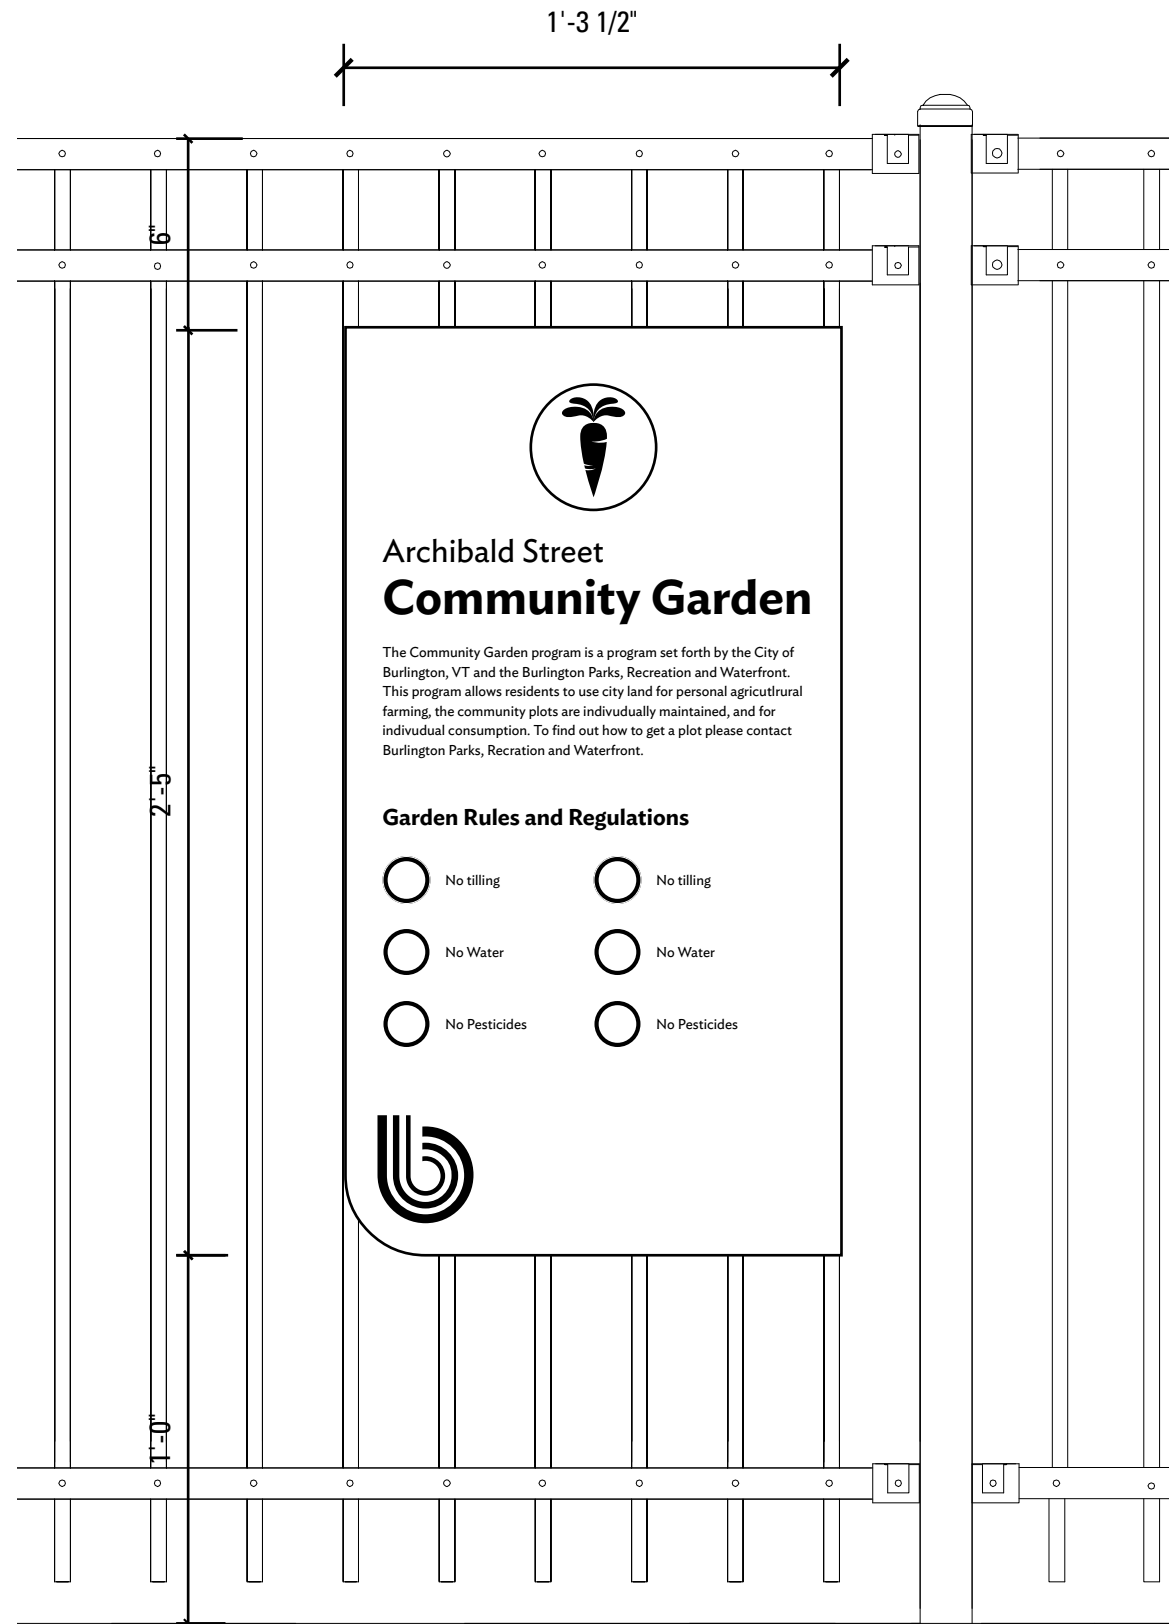 1'-3 1/2"
6"
Archibald Street
Community Garden
The Community Garden program is a program set forth by the City of
Burlington, VT and the Burlington Parks, Recreation and Waterfront.
This program allows residents to use city land for personal agricutlrural
farming, the community plots are indivudually maintained, and for
indivudual consumption. To find out how to get a plot please contact
Burlington Parks, Recration and Waterfront.
2'-5"
Garden Rules and Regulations
No tilling
No tilling
No Water
No Water
No Pesticides
No Pesticides
b
1'-0"